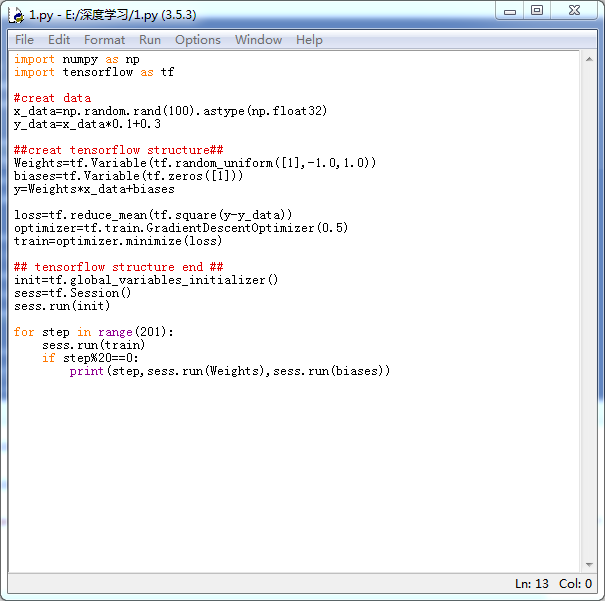 1.py - E:/深度学习/1.py (3.5.3)
File Edit Format Run Options Window Help
import numpy as np
import tensorflow as tf
#creat data
x_data=np.random.rand(100).astype(np.float32)
y_data=x_data*0.1+0.3
##creat tensorflow structure##
Weights=tf.Variable(tf.random_uniform([1],-1.0,1.0))
biases=tf.Variable(tf.zeros([1]))
y=Weights*x_data+biases
loss=tf.reduce_mean(tf.square(y-y_data))
optimizer=tf.train.GradientDescentOptimizer(0.5)
train=optimizer.minimize(loss)
## tensorflow structure end ##
init=tf.global_variables_initializer()
sess=tf.Session()
sess.run(init)
for step in range(201):
    sess.run(train)
    if step%20==0:
        print(step,sess.run(Weights),sess.run(biases))
Ln: 13 Col: 0